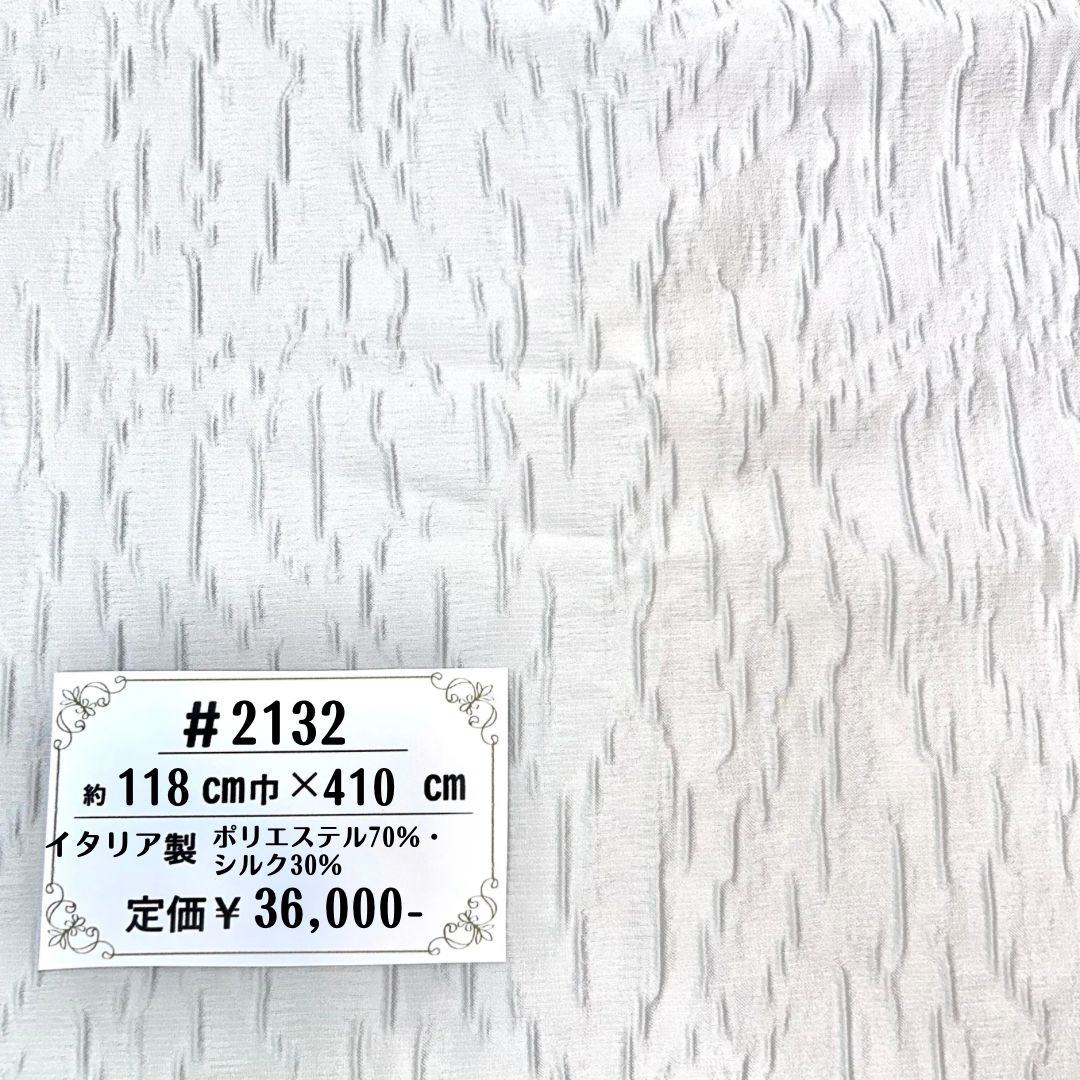 #2132
約 118 cm巾 ×410 cm
イタリア製 ポリエステル70%・
シルク30%
定価¥ 36,000-